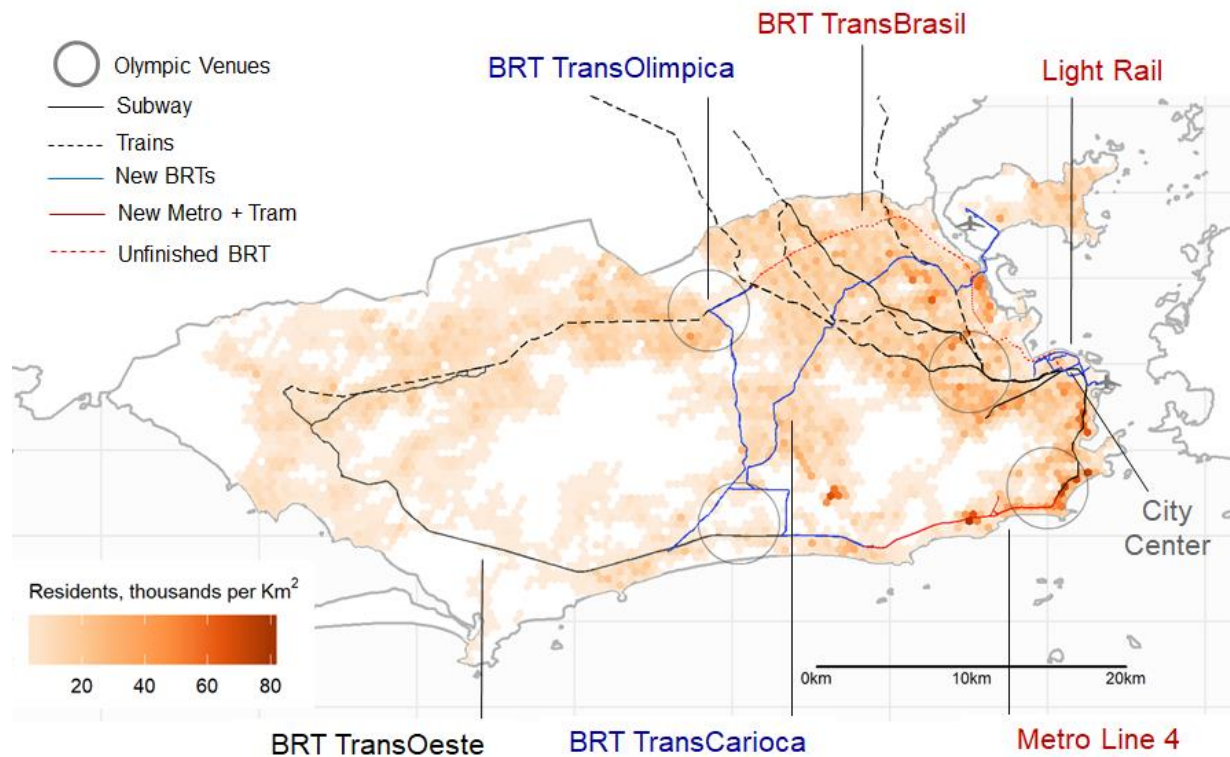 BRT TransBrasil
BRT TransOlimpica
Light Rail
Olympic Venues
Subway
Trains
New BRTs
New Metro + Tram
Unfinished BRT
City
Center
Residents, thousands per Km²
20 40 60 80
0km 10km 20km
BRT TransOeste
BRT TransCarioca
Metro Line 4